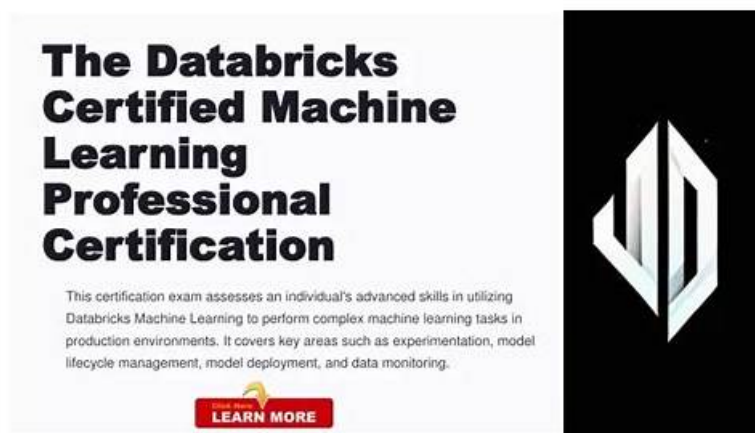 The Databricks
Certified Machine
Learning
Professional
Certification
This certification exam assesses an individual's advanced skills in utilizing
Databricks Machine Learning to perform complex machine learning tasks in
production environments. It covers key areas such as experimentation, model
lifecycle management, model deployment, and data monitoring.
Click Here
LEARN MORE